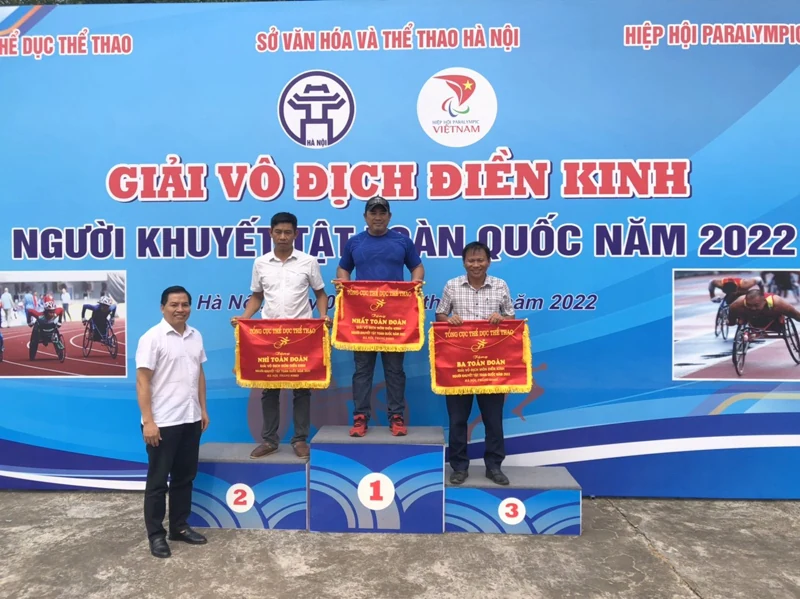 HỂ DỤC THỂ THAO
SỞ VĂN HÓA VÀ THỂ THAO HÀ NỘI
HIỆP HỘI PARALYMPIC
HÀ NỘI
HIỆP HỘI PARALYMPIC
VIỆTNAM
GIẢI VÔ ĐỊCH ĐIỀN KINH
NGƯỜI KHUYẾT TẬT TOÀN QUỐC NĂM 2022
Hà Nội, năm 2022
TỔNG CỤC THỂ DỤC THỂ THAO
NHÌ TOÀN ĐOÀN
TỔNG CỤC THỂ DỤC THỂ THAO
NHẤT TOÀN ĐOÀN
TỔNG CỤC THỂ DỤC THỂ THAO
BA TOÀN ĐOÀN
2
1
3